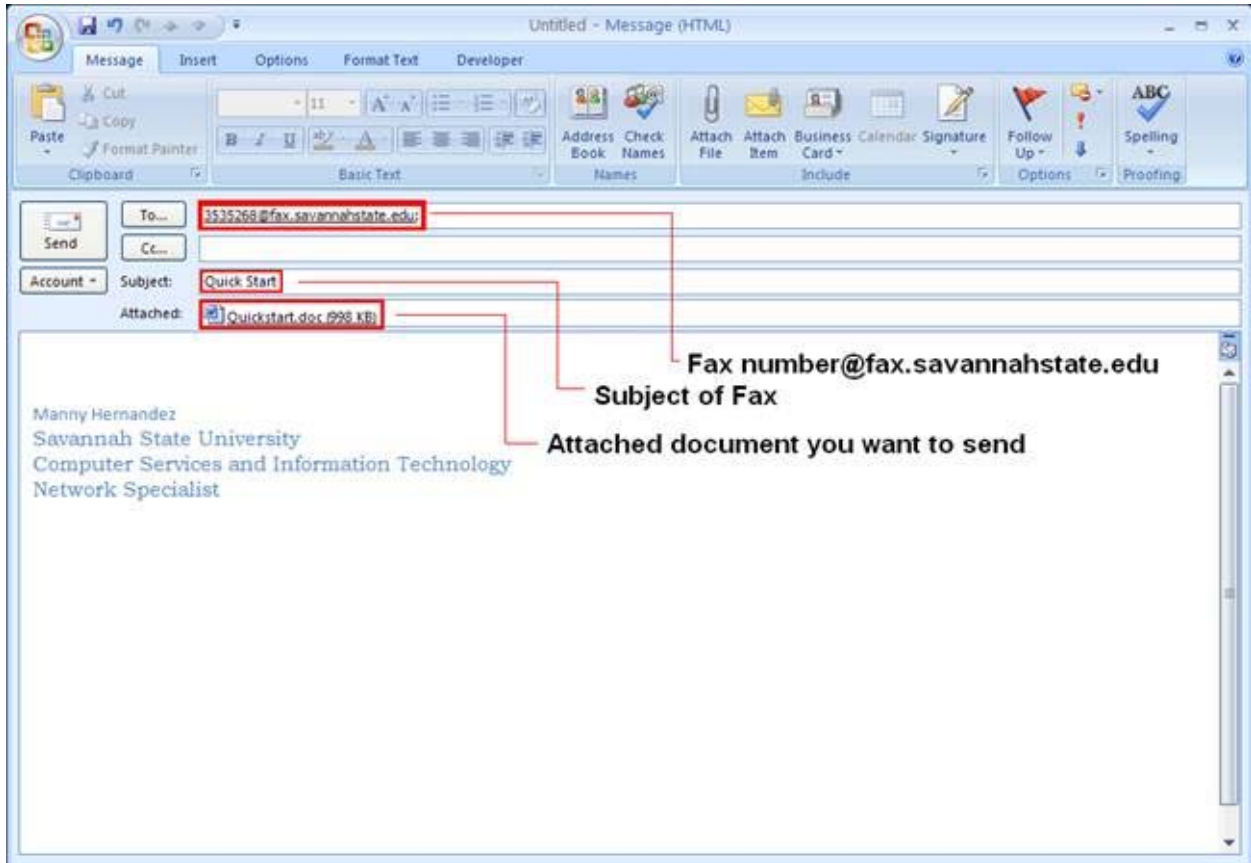 Untitled - Message (HTML)
Message Insert Options Format Text Developer
Paste
Cut
Copy
Format Painter
Clipboard
11
B I U
Basic Text
Address Book
Check Names
Names
Attach File
Attach Item
Business Card
Calendar
Signature
Include
Follow Up
Options
ABC
Spelling
Proofing
Send
To...
3535268@fax.savannahstate.edu;
Cc...
Account
Subject:
Quick Start
Attached:
Quickstart.doc (998 KB)
Fax number@fax.savannahstate.edu
Subject of Fax
Attached document you want to send
Manny Hernandez
Savannah State University
Computer Services and Information Technology
Network Specialist